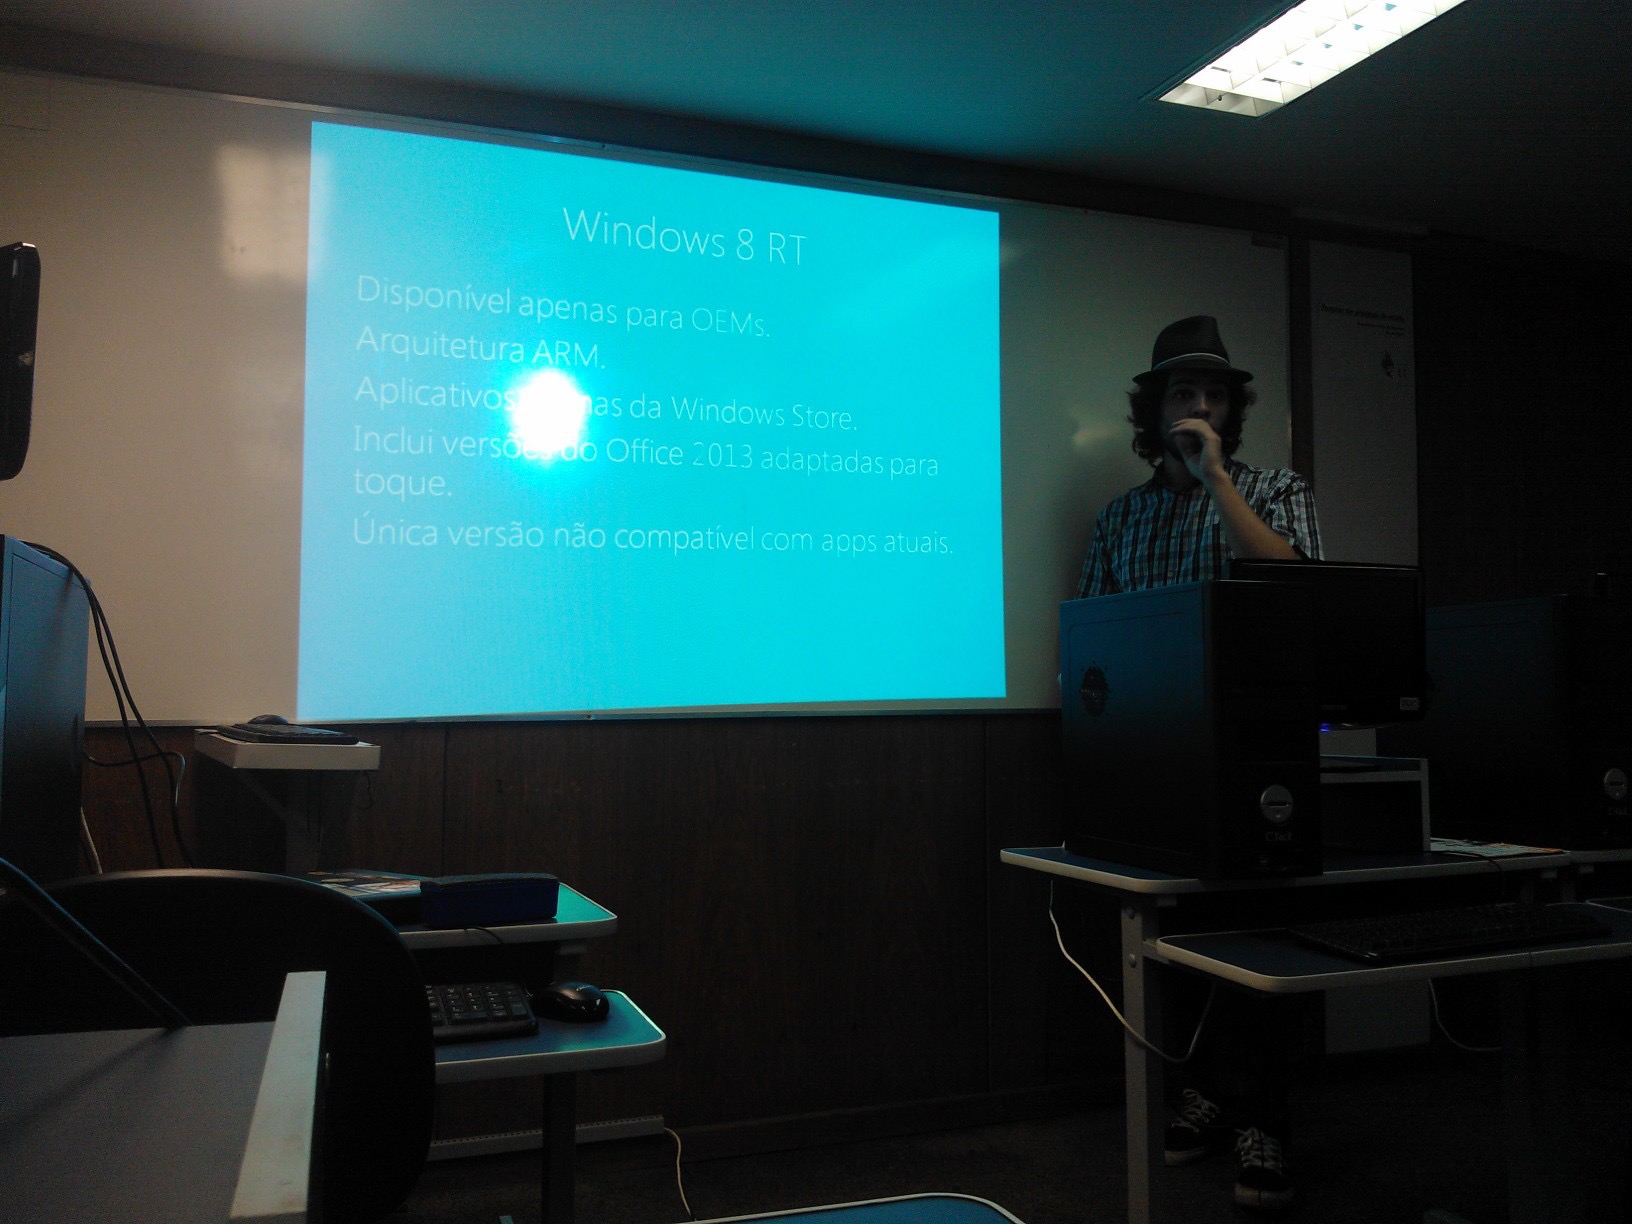 Windows 8 RT
Disponível apenas para OEMs.
Arquitetura ARM.
Aplicativos da Windows Store.
Inclui versões do Office 2013 adaptadas para
toque.
Única versão não compatível com apps atuais.